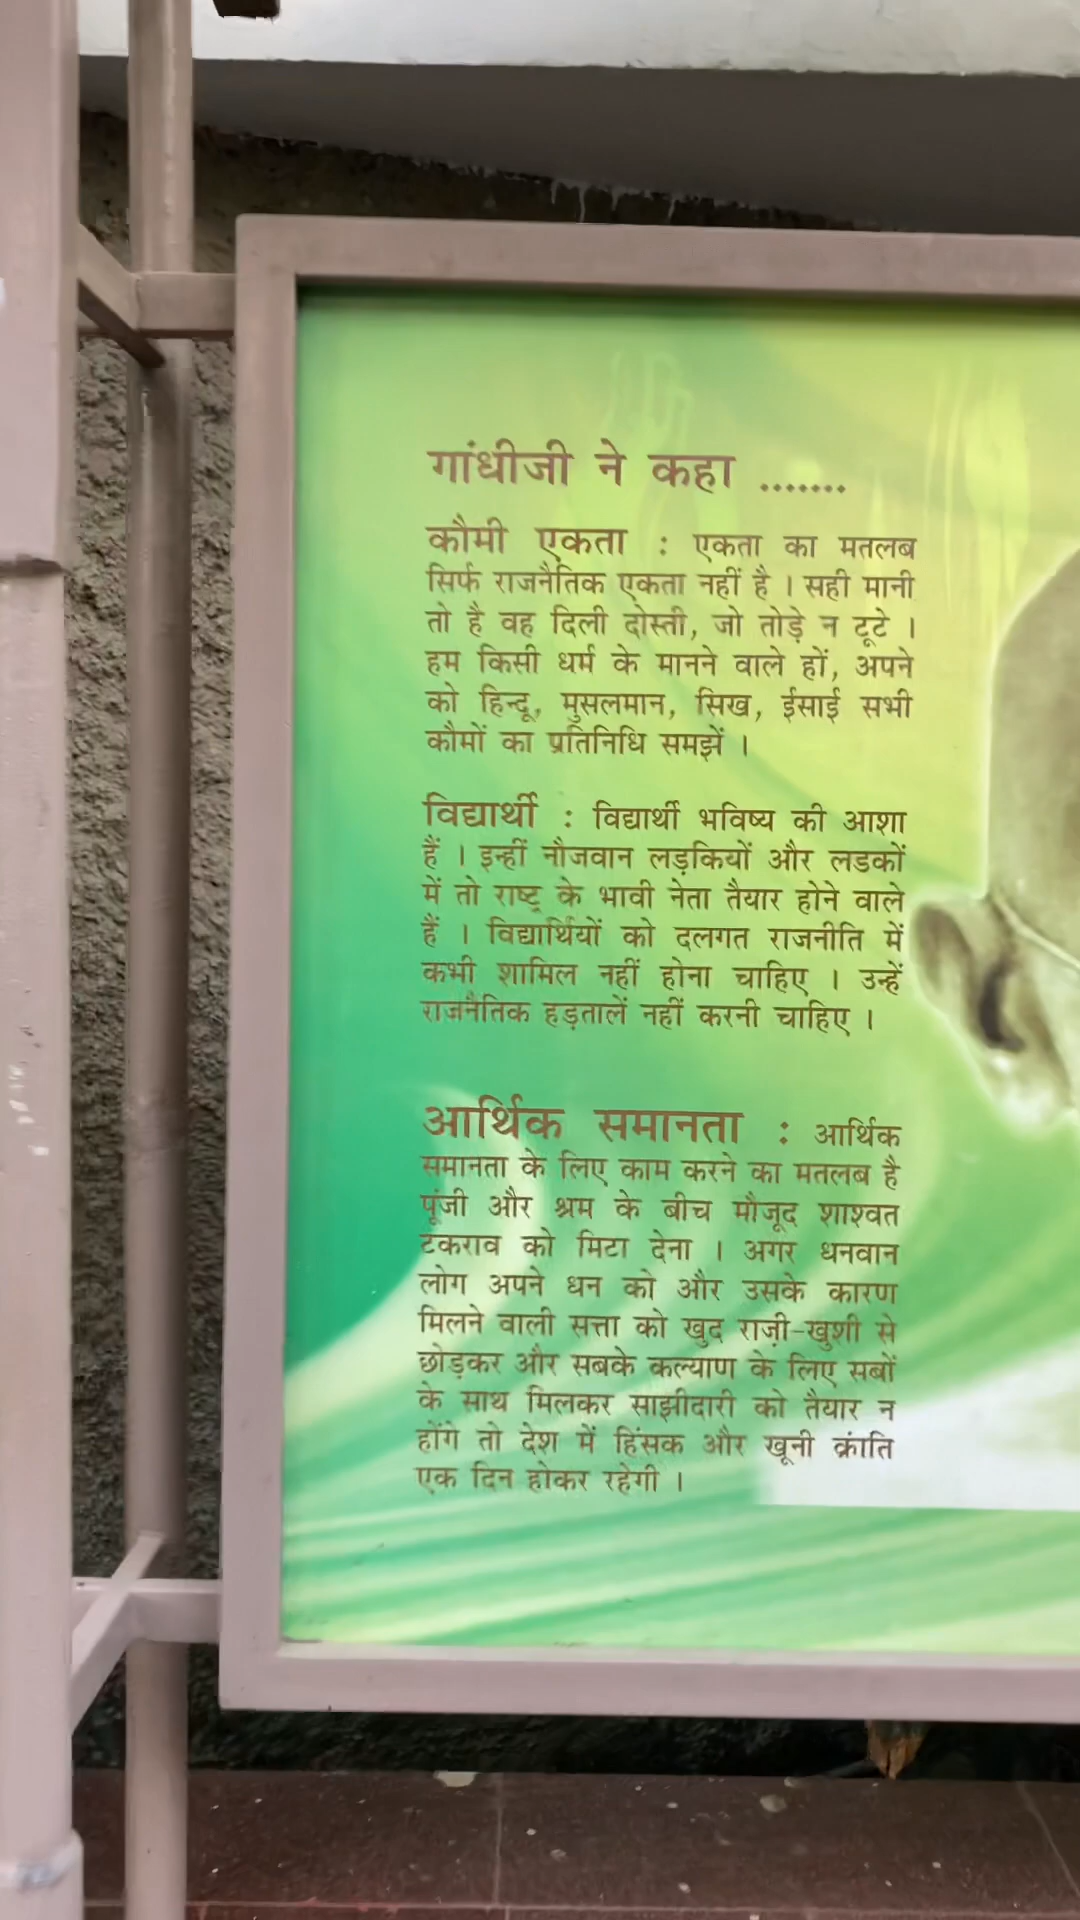 गांधीजी ने कहा .......
कौमी एकता : एकता का मतलब
सिर्फ राजनैतिक एकता नहीं है । सही मानी
तो है वह दिली दोस्ती, जो तोड़े न टूटे ।
हम किसी धर्म के मानने वाले हों, अपने
को हिन्दू, मुसलमान, सिख, ईसाई सभी
कौमों का प्रतिनिधि समझें ।
विद्यार्थी : विद्यार्थी भविष्य की आशा
हैं । इन्हीं नौजवान लड़कियों और लडकों
में तो राष्ट्र के भावी नेता तैयार होने वाले
हैं । विद्यार्थियों को दलगत राजनीति में
कभी शामिल नहीं होना चाहिए । उन्हें
राजनैतिक हड़तालें नहीं करनी चाहिए ।
आर्थिक समानता : आर्थिक
समानता के लिए काम करने का मतलब है
पूंजी और श्रम के बीच मौजूद शाश्वत
टकराव को मिटा देना । अगर धनवान
लोग अपने धन को और उसके कारण
मिलने वाली सत्ता को खुद राज़ी-खुशी से
छोड़कर और सबके कल्याण के लिए सबों
के साथ मिलकर साझीदारी को तैयार न
होंगे तो देश में हिंसक और खूनी क्रांति
एक दिन होकर रहेगी ।